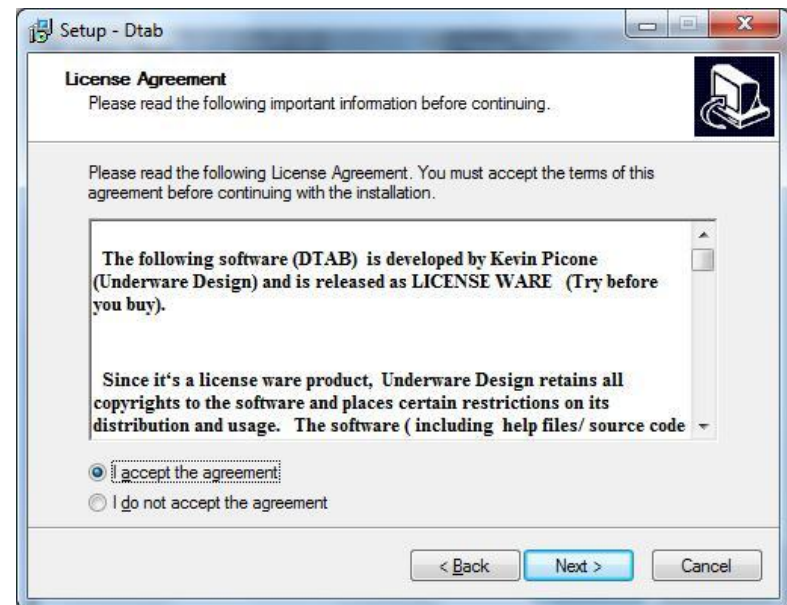 Setup - Dtab
License Agreement
Please read the following important information before continuing.
Please read the following License Agreement. You must accept the terms of this
agreement before continuing with the installation.
The following software (DTAB) is developed by Kevin Picone
(Underware Design) and is released as LICENSE WARE (Try before
you buy).
Since it‘s a license ware product, Underware Design retains all
copyrights to the software and places certain restrictions on its
distribution and usage. The software ( including help files/ source code
I accept the agreement
I do not accept the agreement
< Back
Next >
Cancel